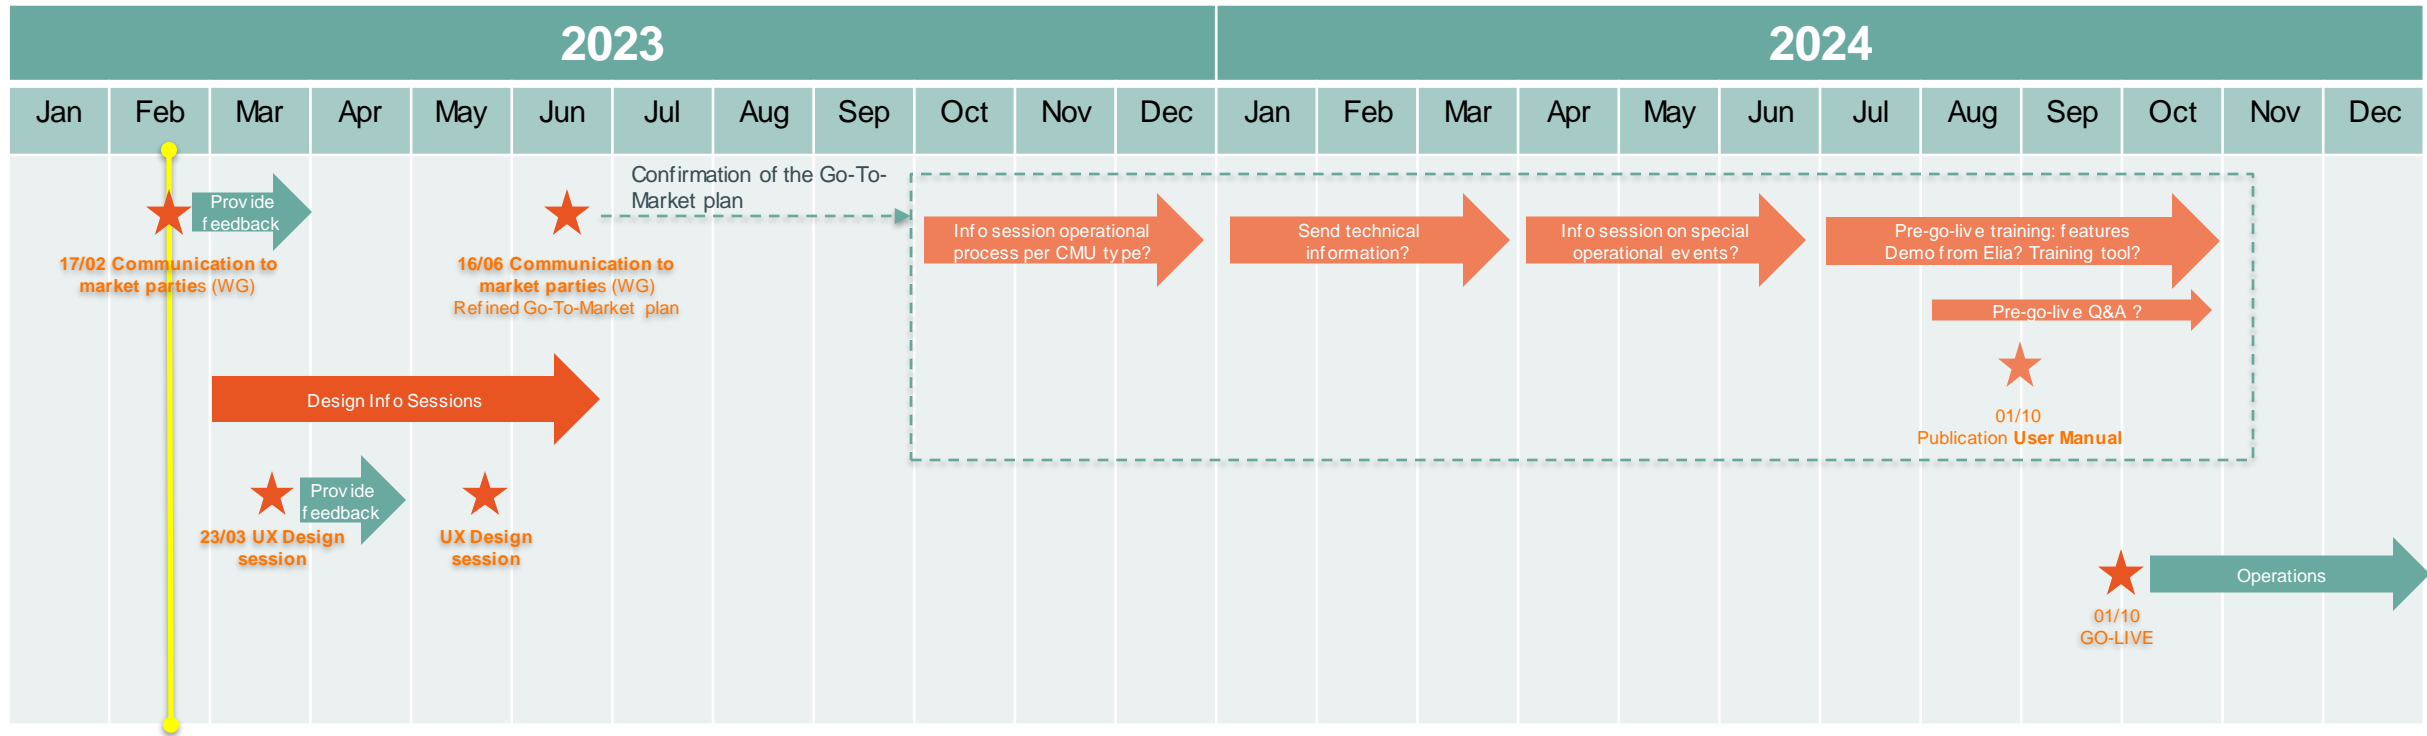 2023
2024
Jan Feb Mar Apr May Jun Jul Aug Sep Oct Nov Dec Jan Feb Mar Apr May Jun Jul Aug Sep Oct Nov Dec
Provide
feedback
17/02 Communication to
market parties (WG)
16/06 Communication to
market parties (WG)
Refined Go-To-Market plan
Confirmation of the Go-To-
Market plan
Info session operational
process per CMU type?
Send technical
information?
Info session on special
operational events?
Pre-go-live training: features
Demo from Elia? Training tool?
Pre-go-live Q&A ?
01/10
Publication User Manual
Design Info Sessions
23/03 UX Design
session
Provide
feedback
UX Design
session
01/10
GO-LIVE
Operations